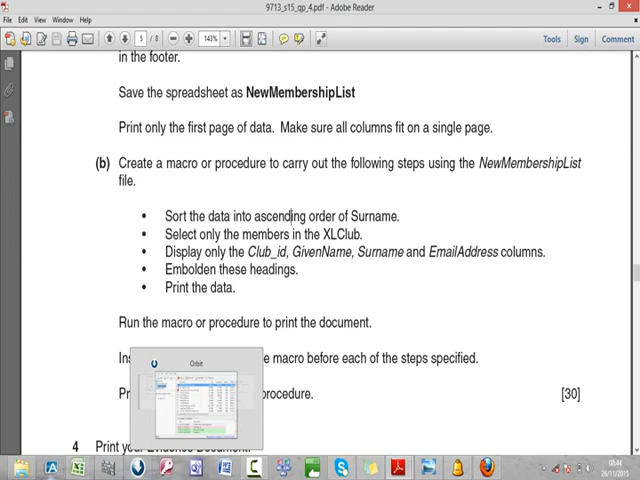 9713_s15_qp_4.pdf - Adobe Reader
File Edit View Window Help
5 / 8 143% Tools Sign Comment
in the footer.
Save the spreadsheet as NewMembershipList
Print only the first page of data. Make sure all columns fit on a single page.
(b) Create a macro or procedure to carry out the following steps using the NewMembershipList
file.
• Sort the data into ascending order of Surname.
• Select only the members in the XLClub.
• Display only the Club_id, GivenName, Surname and EmailAddress columns.
• Embolden these headings.
• Print the data.
Run the macro or procedure to print the document.
Ins e macro before each of the steps specified.
Orbit
Pr procedure. [30]
4 Print your Evidence Document.
08:44
26/11/2015